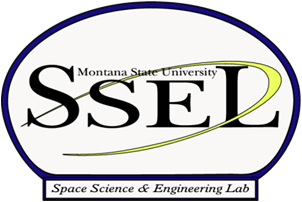 Montana State University
SSEL
Space Science & Engineering Lab